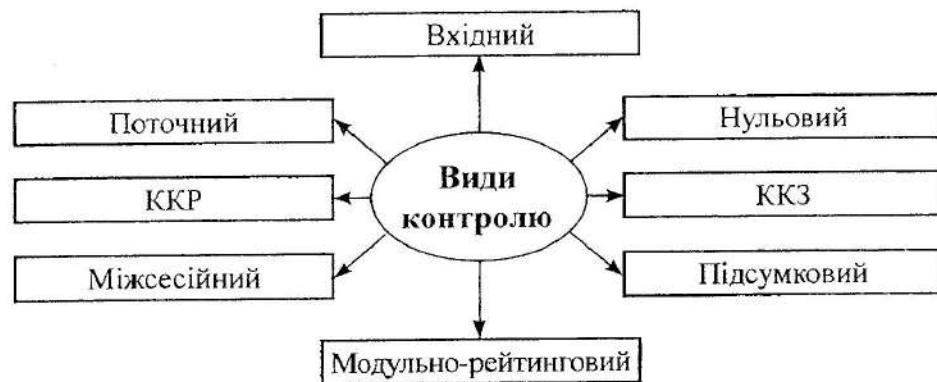 Вхідний
Поточний
Нульовий
Види
контролю
ККР
ККЗ
Міжсесійний
Підсумковий
Модульно-рейтинговий